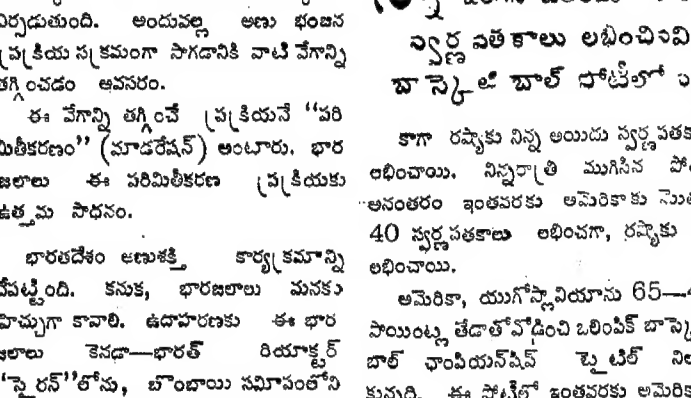 ఏర్పడుతుంది. అందువల్ల అణు భంజన
ప్రక్రియ సక్రమంగా సాగడానికి వాటి వేగాన్ని
తగ్గించడం అవసరం.
ఈ వేగాన్ని తగ్గించే ప్రక్రియనే “పరి
మితీకరణం” (మాడరేషన్) అంటారు. భార
జలాలు ఈ పరిమితీకరణ ప్రక్రియకు
ఉత్తమ సాధనం.
భారతదేశం అణుశక్తి కార్యక్రమాన్ని
చేపట్టింది. కనుక, భారజలాలు మనకు
హెచ్చుగా కావాలి. ఉదాహరణకు ఈ భార
జలాలు కెనడా—భారత్ రియాక్టర్
“సైరన్”లోను, బొంబాయి సమీపంలోని
స్వర్ణ పతకాలు లభించినవి
బాస్కెట్ బాల్ పోటీలో
కాగా రష్యాకు నిన్న అయిదు స్వర్ణపతక
లభించాయి. నిన్నరాత్రి ముగిసిన పో
అనంతరం ఇంతవరకు అమెరికాకు మొత
40 స్వర్ణపతకాలు లభించగా, రష్యాకు
లభించాయి.
అమెరికా, యుగోస్లావియాను 65—
పాయింట్ల తేడాతోవోడించి ఒలింపిక్ బాస్కె
బాల్ ఛాంపియన్‌షిప్ టైటిల్ నిల
కున్నది. ఈ పోటీలో ఇంతవరకు అమెరిక